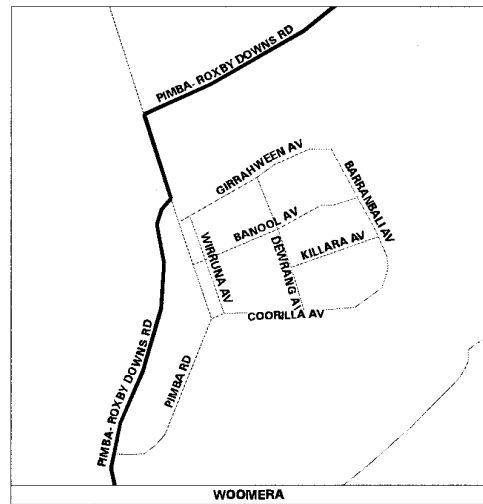 PIMBA- ROXBY DOWNS RD
GIRRAHWEEN AV
BARRANBALI AV
BANOOL AV
WIRRUNA AV
DEWRANG AV
KILLARA AV
COORILLA AV
PIMBA RD
PIMBA- ROXBY DOWNS RD
WOOMERA